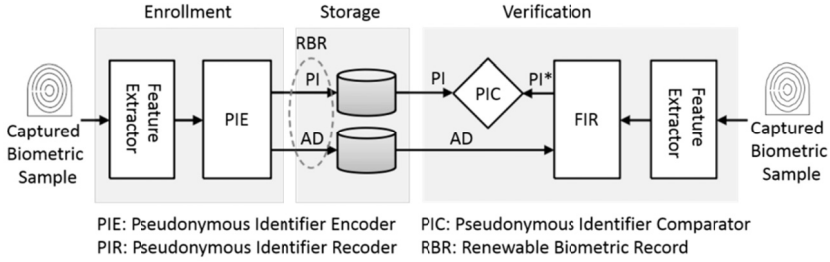 Enrollment
Storage
Verification
RBR
Captured
Biometric
Sample
Feature
Extractor
PIE
PI
AD
PI
PIC
PI*
AD
FIR
Feature
Extractor
Captured
Biometric
Sample
PIE: Pseudonymous Identifier Encoder
PIC: Pseudonymous Identifier Comparator
PIR: Pseudonymous Identifier Recoder
RBR: Renewable Biometric Record